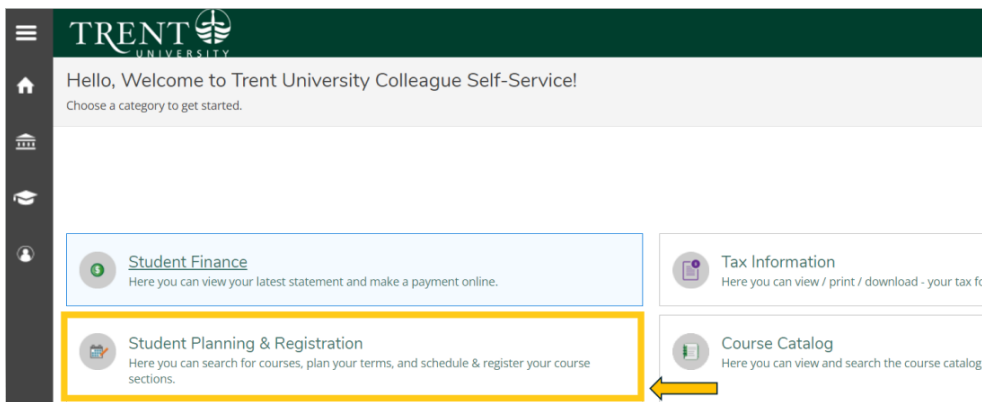 TRENT
UNIVERSITY
Hello, Welcome to Trent University Colleague Self-Service!
Choose a category to get started.
Student Finance
Here you can view your latest statement and make a payment online.
Tax Information
Here you can view / print / download - your tax fo
Student Planning & Registration
Here you can search for courses, plan your terms, and schedule & register your course
sections.
Course Catalog
Here you can view and search the course catalog